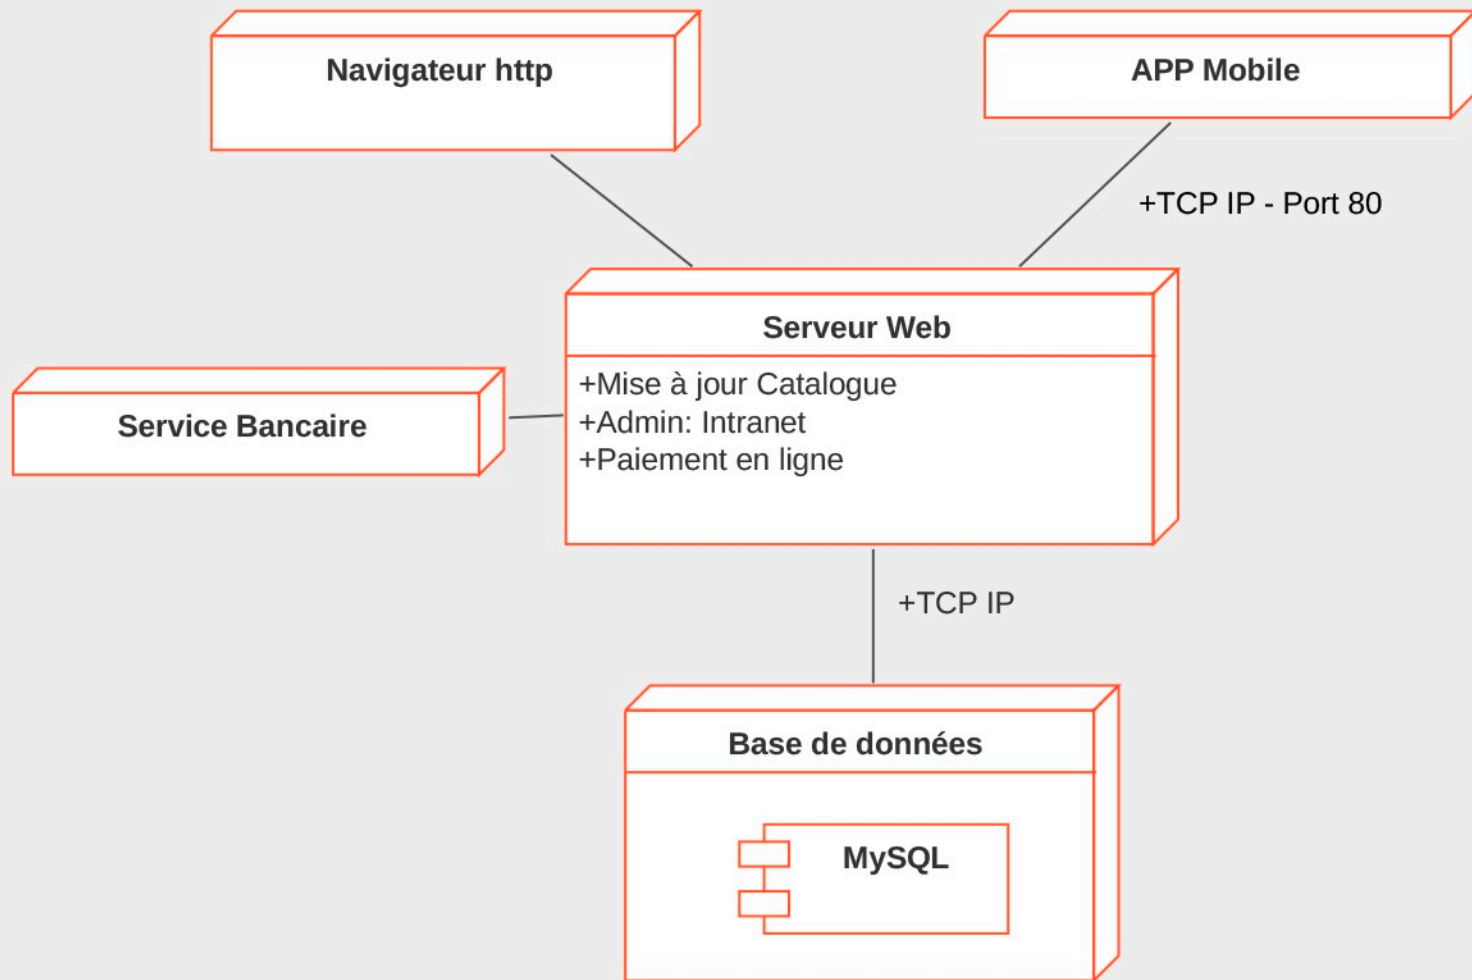 Navigateur http
APP Mobile
+TCP IP - Port 80
Serveur Web
+Mise à jour Catalogue
+Admin: Intranet
+Paiement en ligne
Service Bancaire
+TCP IP
Base de données
MySQL